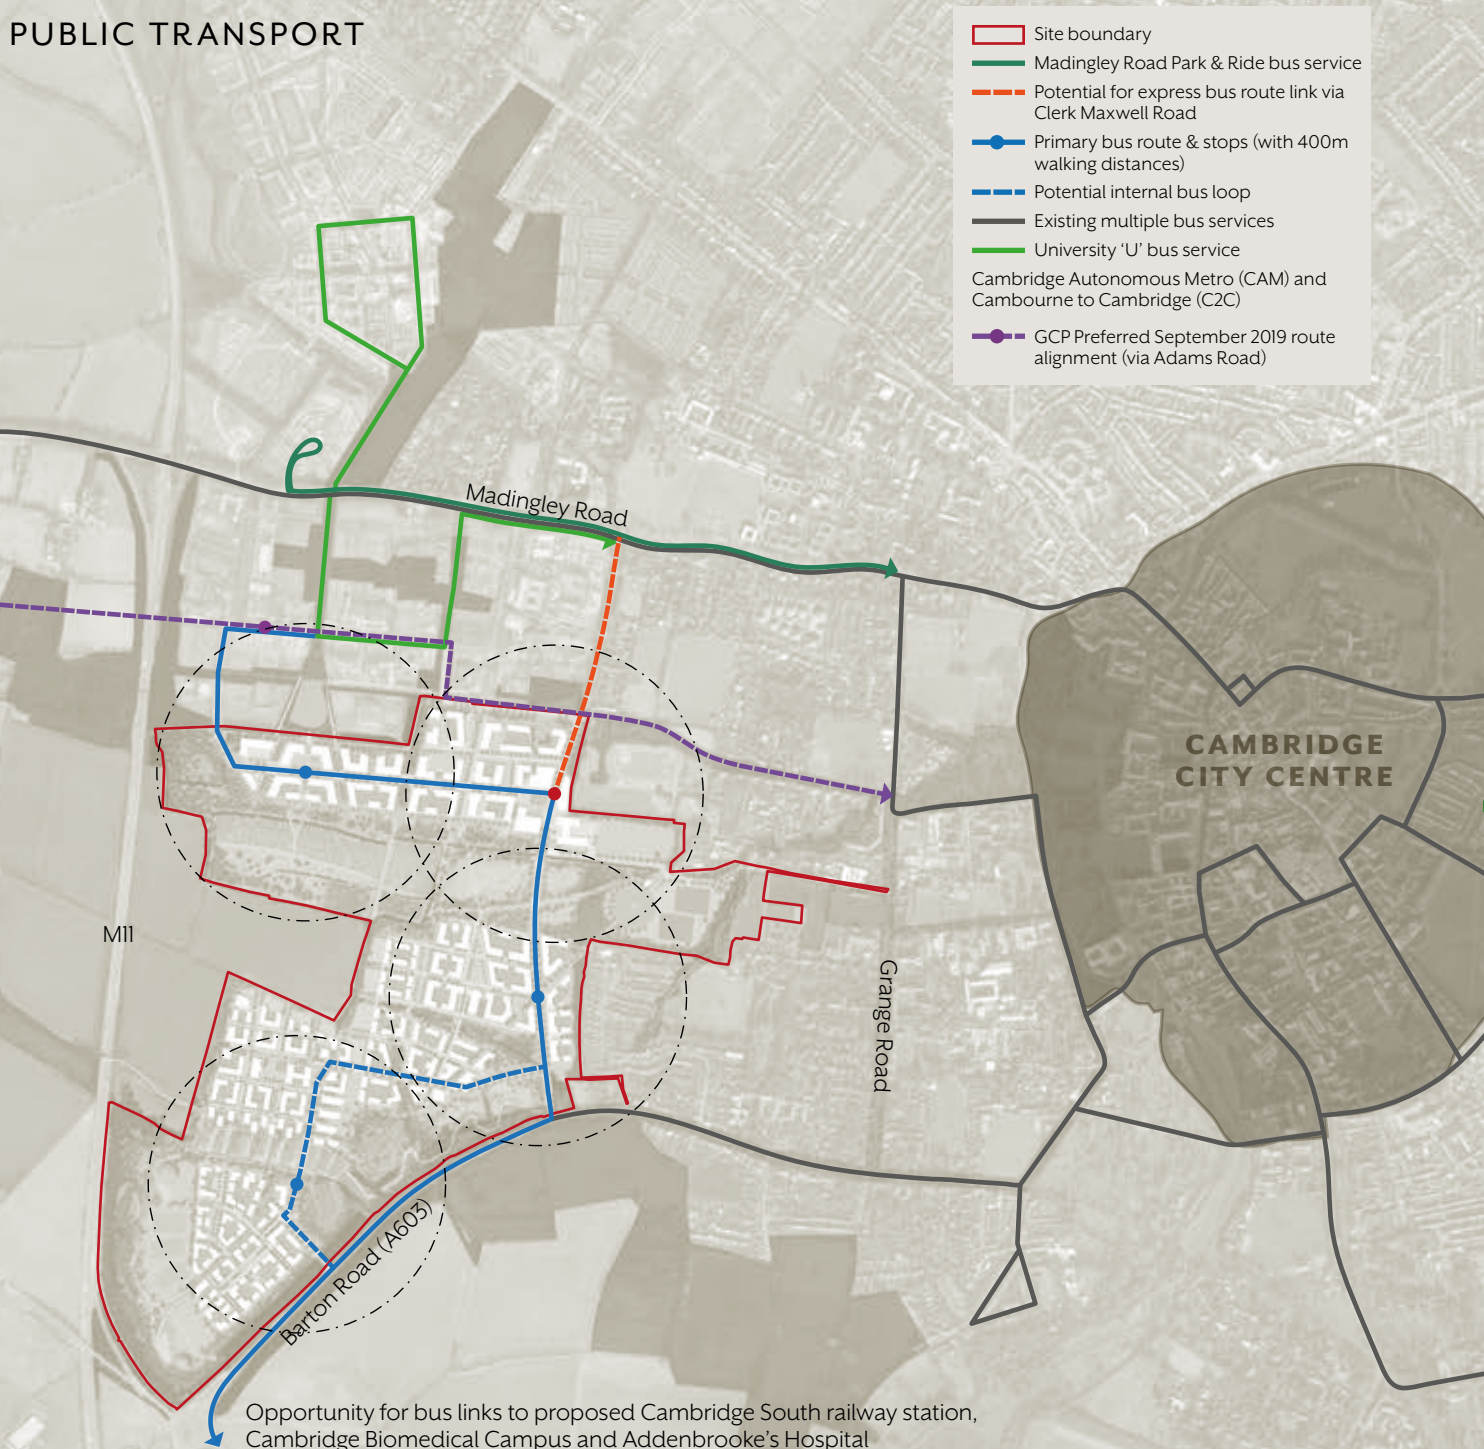 PUBLIC TRANSPORT
Site boundary
Madingley Road Park & Ride bus service
Potential for express bus route link via
Clerk Maxwell Road
Primary bus route & stops (with 400m
walking distances)
Potential internal bus loop
Existing multiple bus services
University ‘U’ bus service
Cambridge Autonomous Metro (CAM) and
Cambourne to Cambridge (C2C)
GCP Preferred September 2019 route
alignment (via Adams Road)
Madingley Road
CAMBRIDGE
CITY CENTRE
M11
Grange Road
Barton Road (A603)
Opportunity for bus links to proposed Cambridge South railway station,
Cambridge Biomedical Campus and Addenbrooke’s Hospital